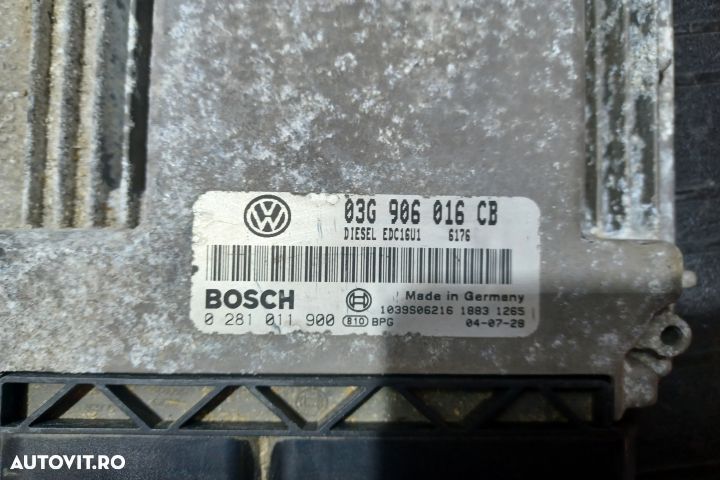 03G 906 016 CB
DIESEL EDC16U1 6176
BOSCH
Made in Germany
1039S06216 1883 1265
0 281 011 900 810 BPG 04-07-28
AUTOVIT.RO